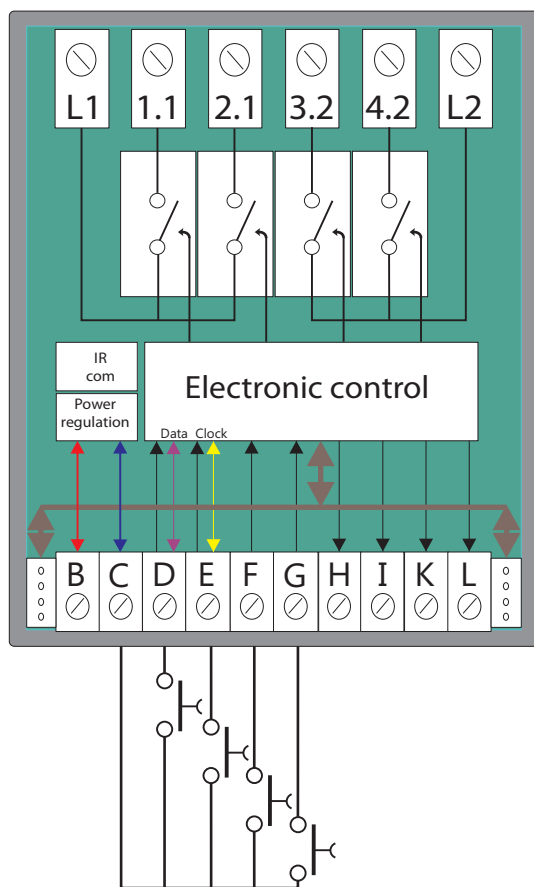 L1 1.1 2.1 3.2 4.2 L2
IR
com
Power
regulation
Electronic control
Data Clock
B C D E F G H I K L